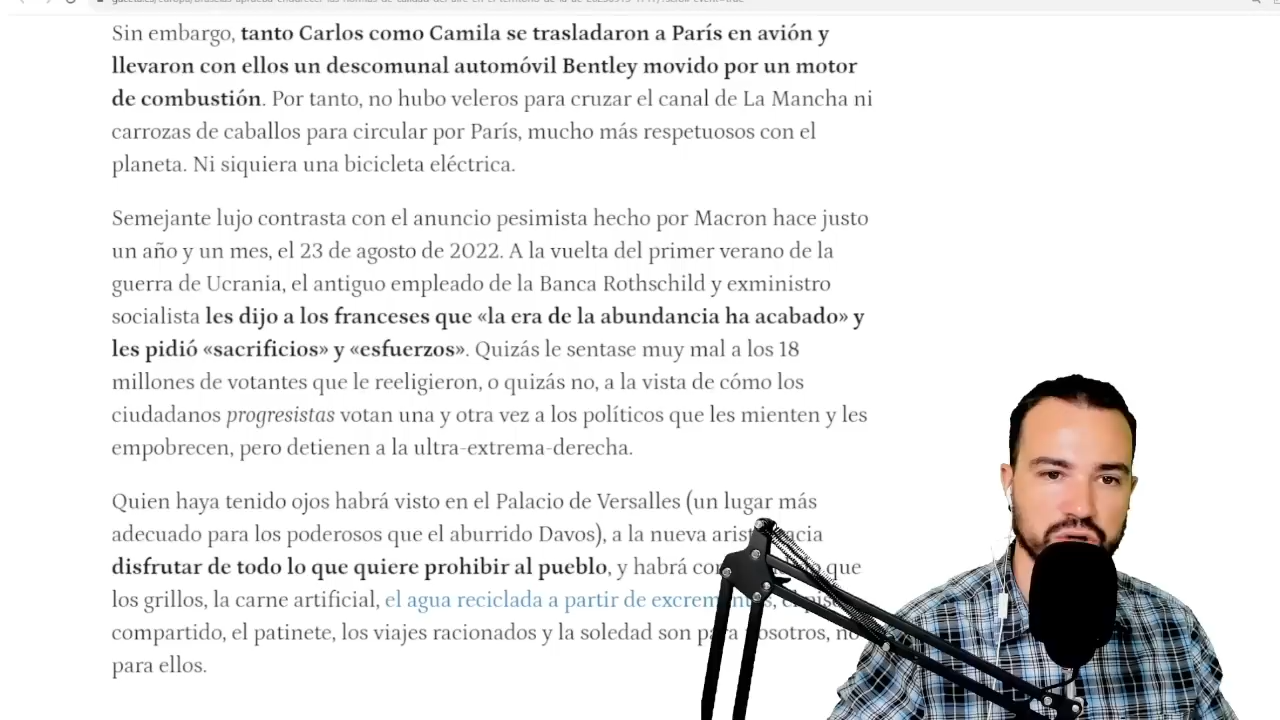 Sin embargo, tanto Carlos como Camila se trasladaron a París en avión y
llevaron con ellos un descomunal automóvil Bentley movido por un motor
de combustión. Por tanto, no hubo veleros para cruzar el canal de La Mancha ni
carrozas de caballos para circular por París, mucho más respetuosos con el
planeta. Ni siquiera una bicicleta eléctrica.
Semejante lujo contrasta con el anuncio pesimista hecho por Macron hace justo
un año y un mes, el 23 de agosto de 2022. A la vuelta del primer verano de la
guerra de Ucrania, el antiguo empleado de la Banca Rothschild y exministro
socialista les dijo a los franceses que «la era de la abundancia ha acabado» y
les pidió «sacrificios» y «esfuerzos». Quizás le sentase muy mal a los 18
millones de votantes que le reeligieron, o quizás no, a la vista de cómo los
ciudadanos progresistas votan una y otra vez a los políticos que les mienten y les
empobrecen, pero detienen a la ultra-extrema-derecha.
Quien haya tenido ojos habrá visto en el Palacio de Versalles (un lugar más
adecuado para los poderosos que el aburrido Davos), a la nueva
disfrutar de todo lo que quiere prohibir al pueblo, y habrá que
los grillos, la carne artificial, el agua reciclada a partir de
compartido, el patinete, los viajes racionados y la soledad son para nosotros, no
para ellos.